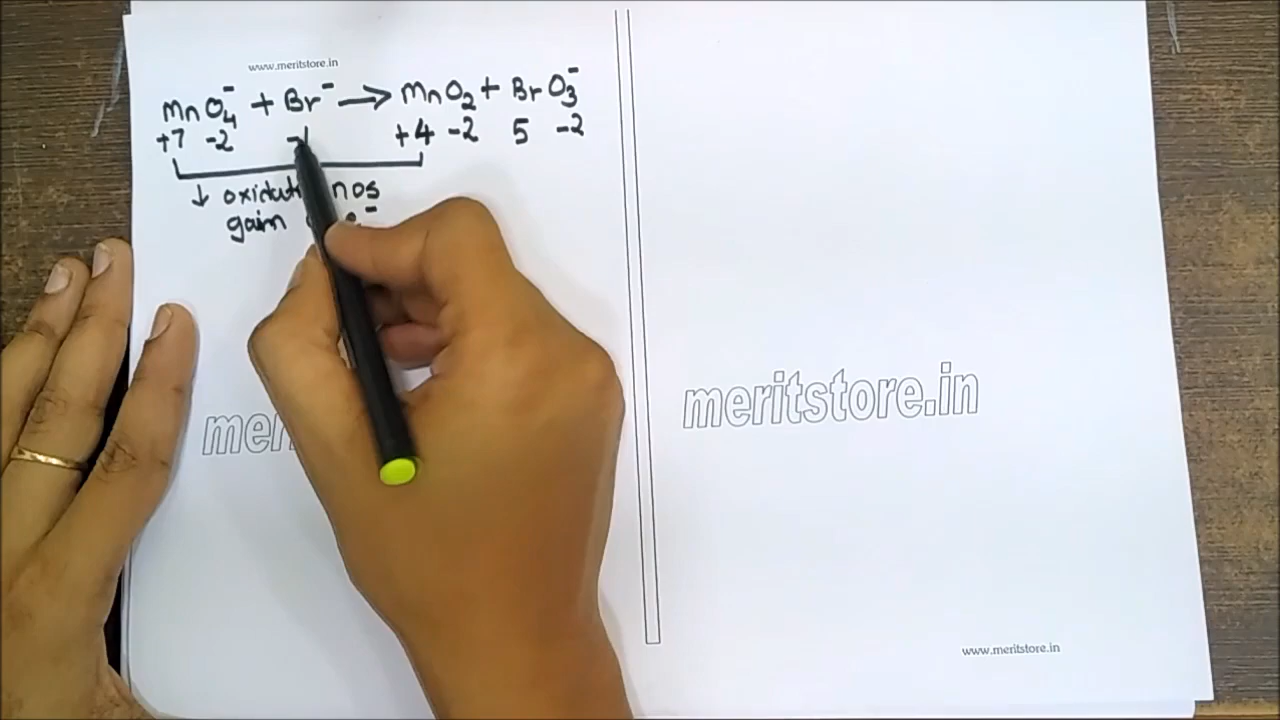 www.meritstore.in
MnO₄⁻ + Br⁻ → MnO₂ + BrO₃⁻
+7 -2 -1 +4 -2 5 -2
↓ nos
gain e⁻
meritstore.in
www.meritstore.in